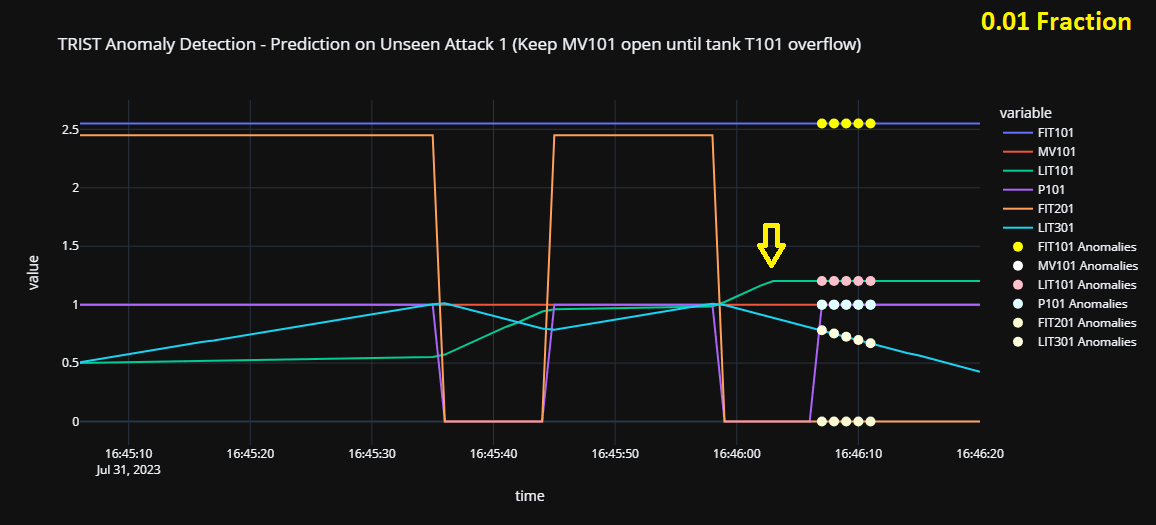 0.01 Fraction
TRIST Anomaly Detection - Prediction on Unseen Attack 1 (Keep MV101 open until tank T101 overflow)
variable
FIT101
MV101
LIT101
P101
FIT201
LIT301
FIT101 Anomalies
MV101 Anomalies
LIT101 Anomalies
P101 Anomalies
FIT201 Anomalies
LIT301 Anomalies
value
2.5
2
1.5
1
0.5
0
16:45:10 16:45:20 16:45:30 16:45:40 16:45:50 16:46:00 16:46:10 16:46:20
Jul 31, 2023
time